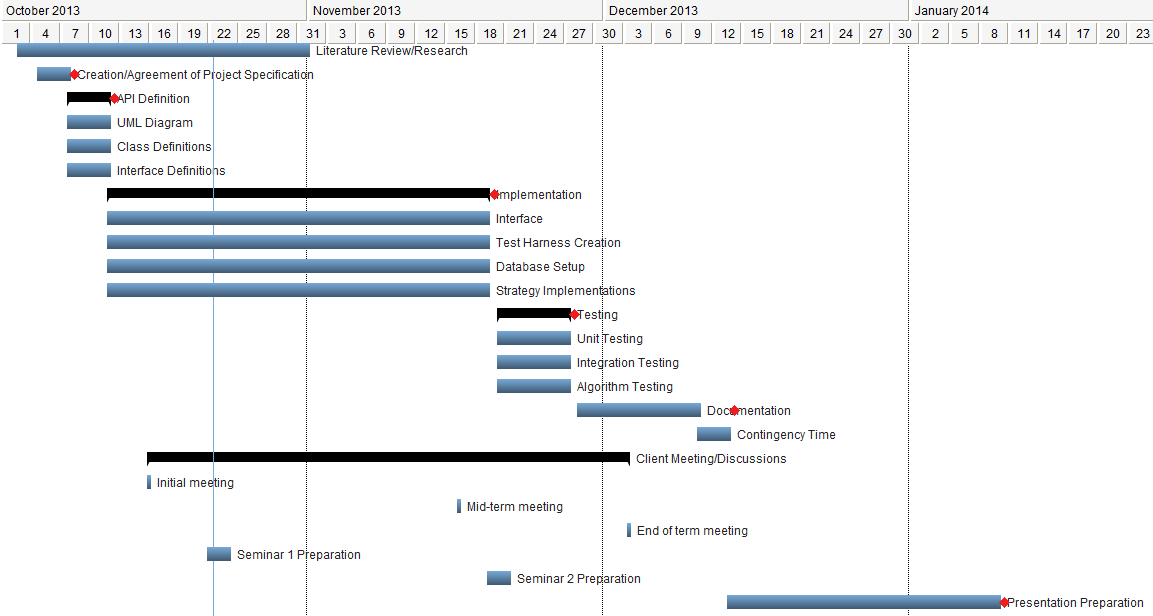 October 2013 November 2013 December 2013 January 2014
1 4 7 10 13 16 19 22 25 28 31 3 6 9 12 15 18 21 24 27 30 3 6 9 12 15 18 21 24 27 30 2 5 8 11 14 17 20 23
Literature Review/Research
Creation/Agreement of Project Specification
API Definition
UML Diagram
Class Definitions
Interface Definitions
Implementation
Interface
Test Harness Creation
Database Setup
Strategy Implementations
Testing
Unit Testing
Integration Testing
Algorithm Testing
Documentation
Contingency Time
Client Meeting/Discussions
Initial meeting
Mid-term meeting
End of term meeting
Seminar 1 Preparation
Seminar 2 Preparation
Presentation Preparation